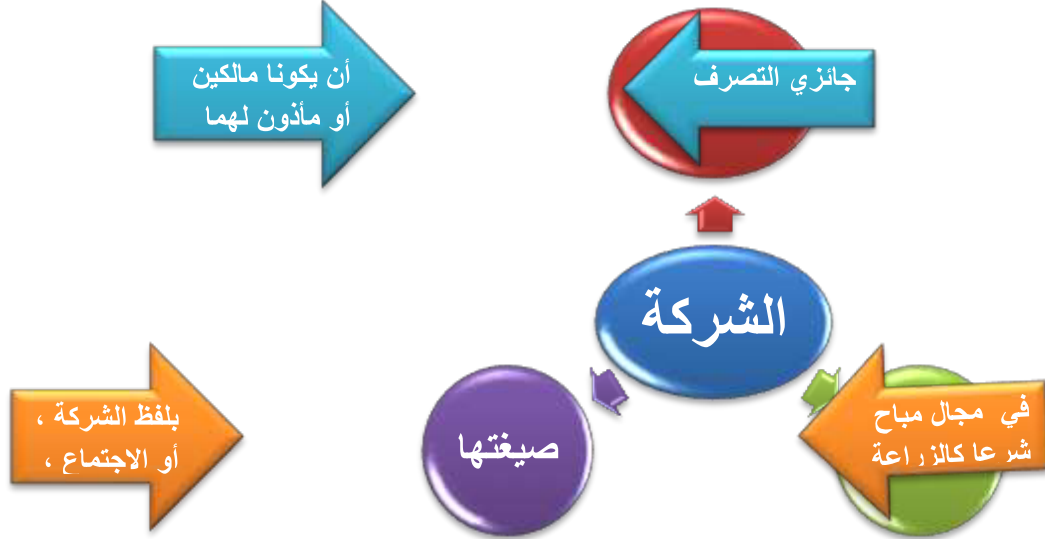 جائزي التصرف
أن يكونا مالكين
أو مأذون لهما
الشركة
في مجال مباح
شرعا كالزراعة
صيغتها
بلفظ الشركة ،
أو الاجتماع ،